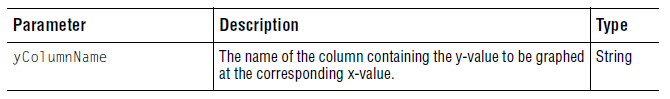 Parameter Description Type
yColumnName The name of the column containing the y-value to be graphed String
at the corresponding x-value.